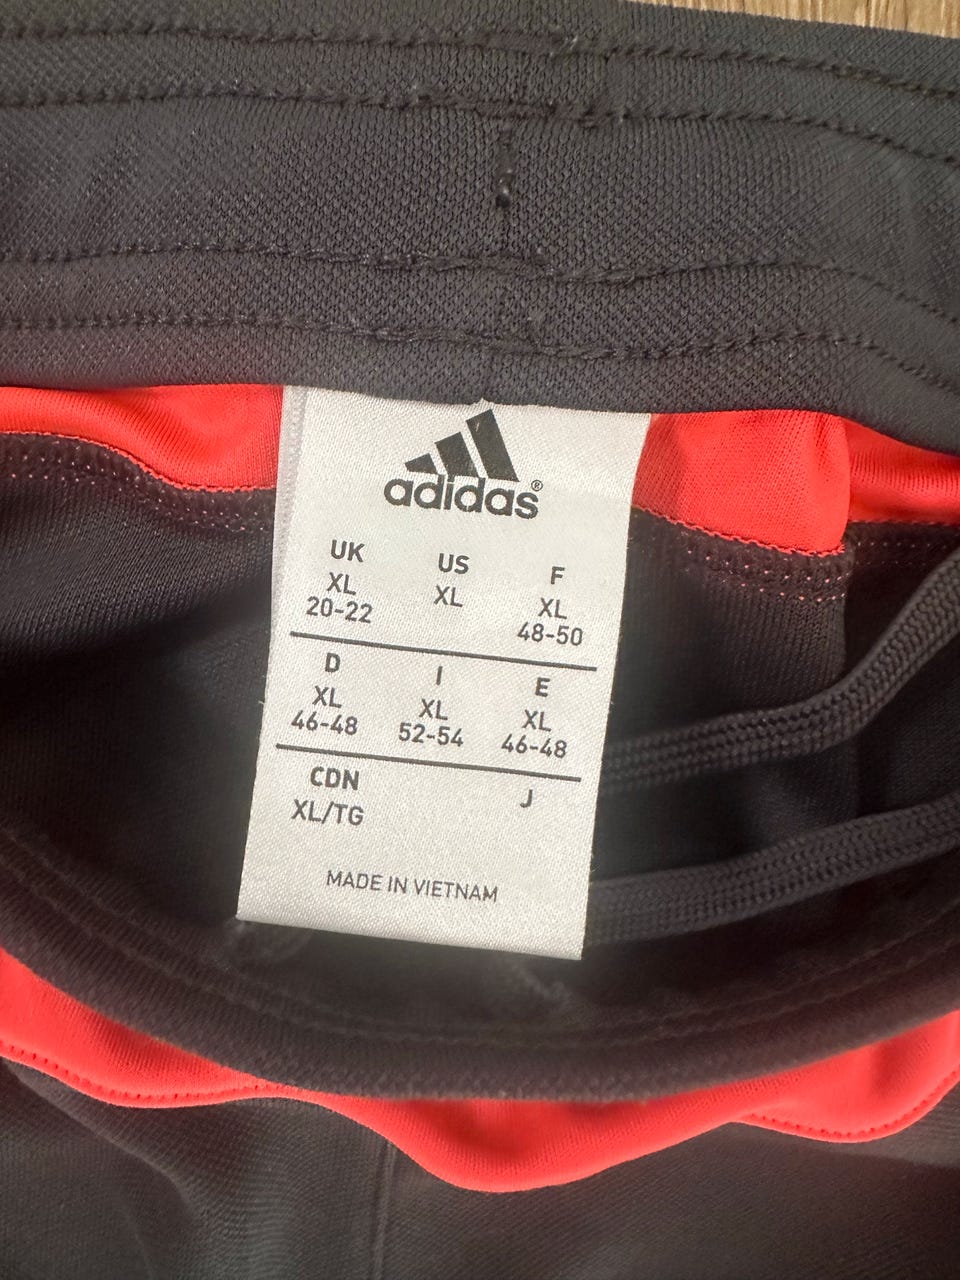 adidas®
UK US F
XL XL XL
20-22 48-50
D I E
XL XL XL
46-48 52-54 46-48
CDN J
XL/TG
MADE IN VIETNAM